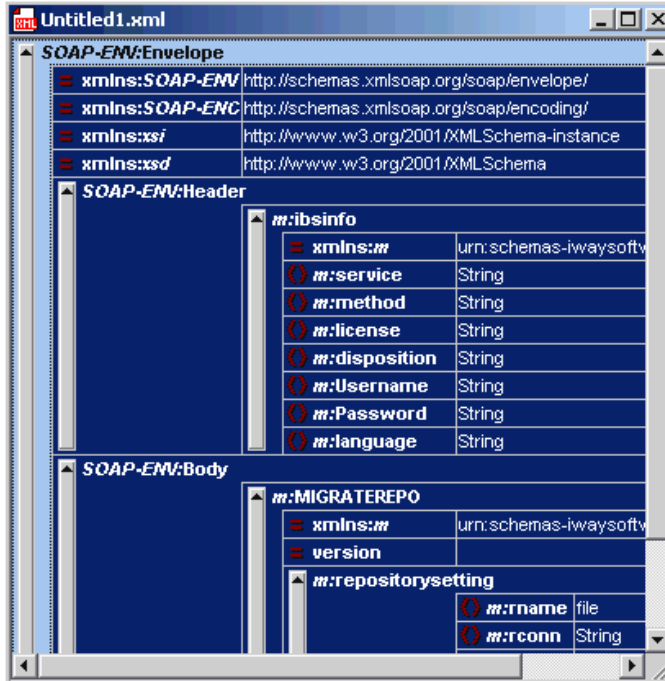 Untitled1.xml
SOAP-ENV:Envelope
= xmlns:SOAP-ENV http://schemas.xmlsoap.org/soap/envelope/
= xmlns:SOAP-ENC http://schemas.xmlsoap.org/soap/encoding/
= xmlns:xsi http://www.w3.org/2001/XMLSchema-instance
= xmlns:xsd http://www.w3.org/2001/XMLSchema
SOAP-ENV:Header
m:ibsinfo
= xmlns:m urn:schemas-iwaysoftw
() m:service String
() m:method String
() m:license String
() m:disposition String
() m:Username String
() m:Password String
() m:language String
SOAP-ENV:Body
m:MIGRATEREPO
= xmlns:m urn:schemas-iwaysoftw
= version
m:repositorysetting
() m:rname file
() m:rconn String